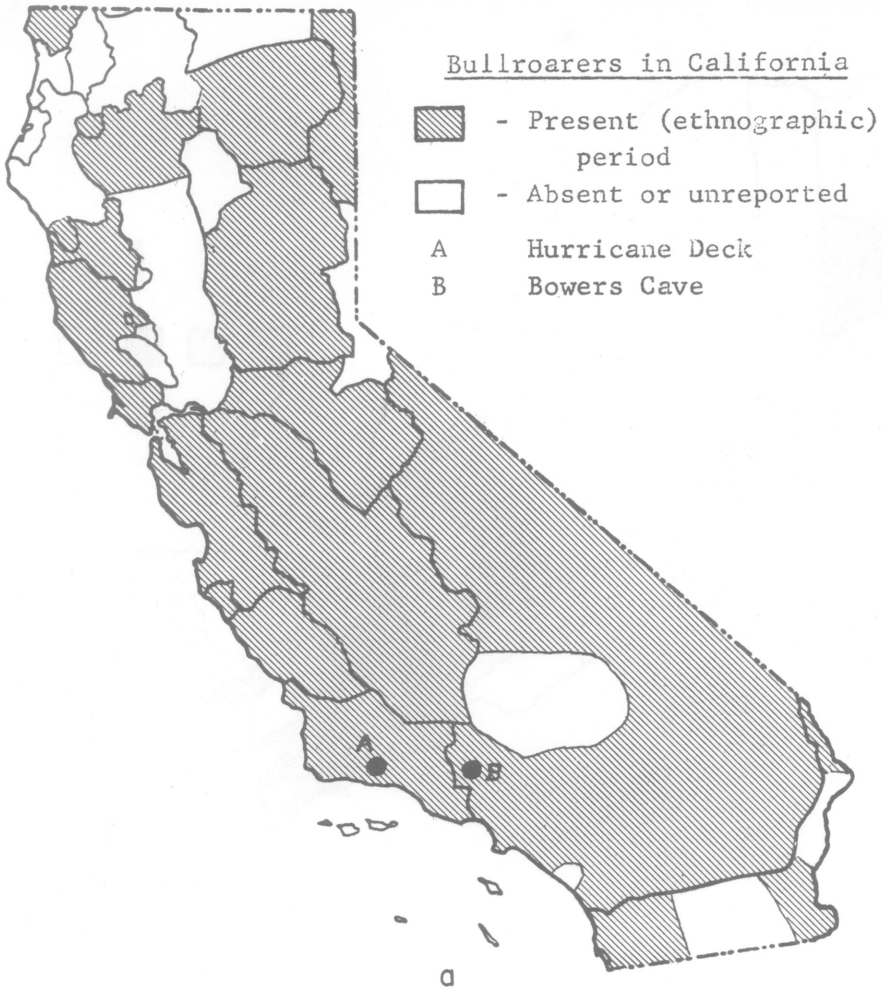 Bullroarers in California
- Present (ethnographic)
period
- Absent or unreported
A Hurricane Deck
B Bowers Cave
A
B
a